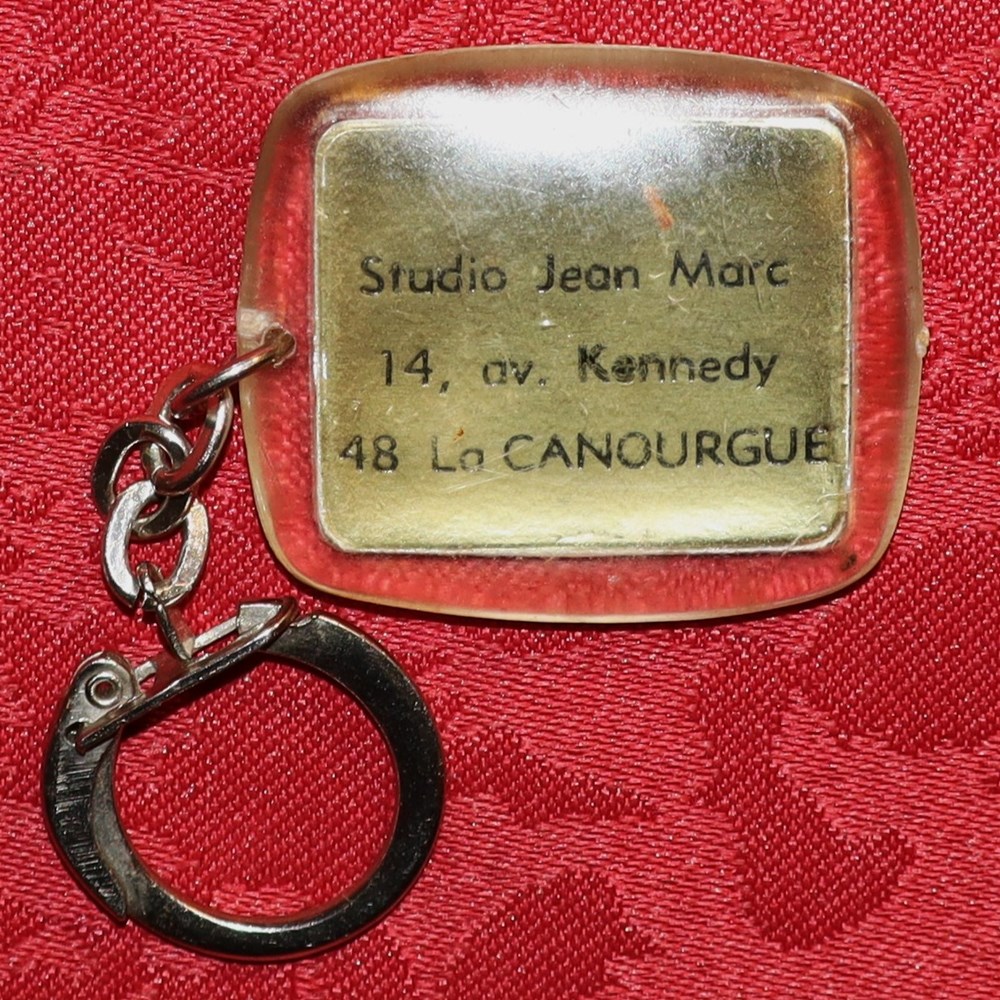 Studio Jean Marc
14, av. Kennedy
48 La CANOURGUE